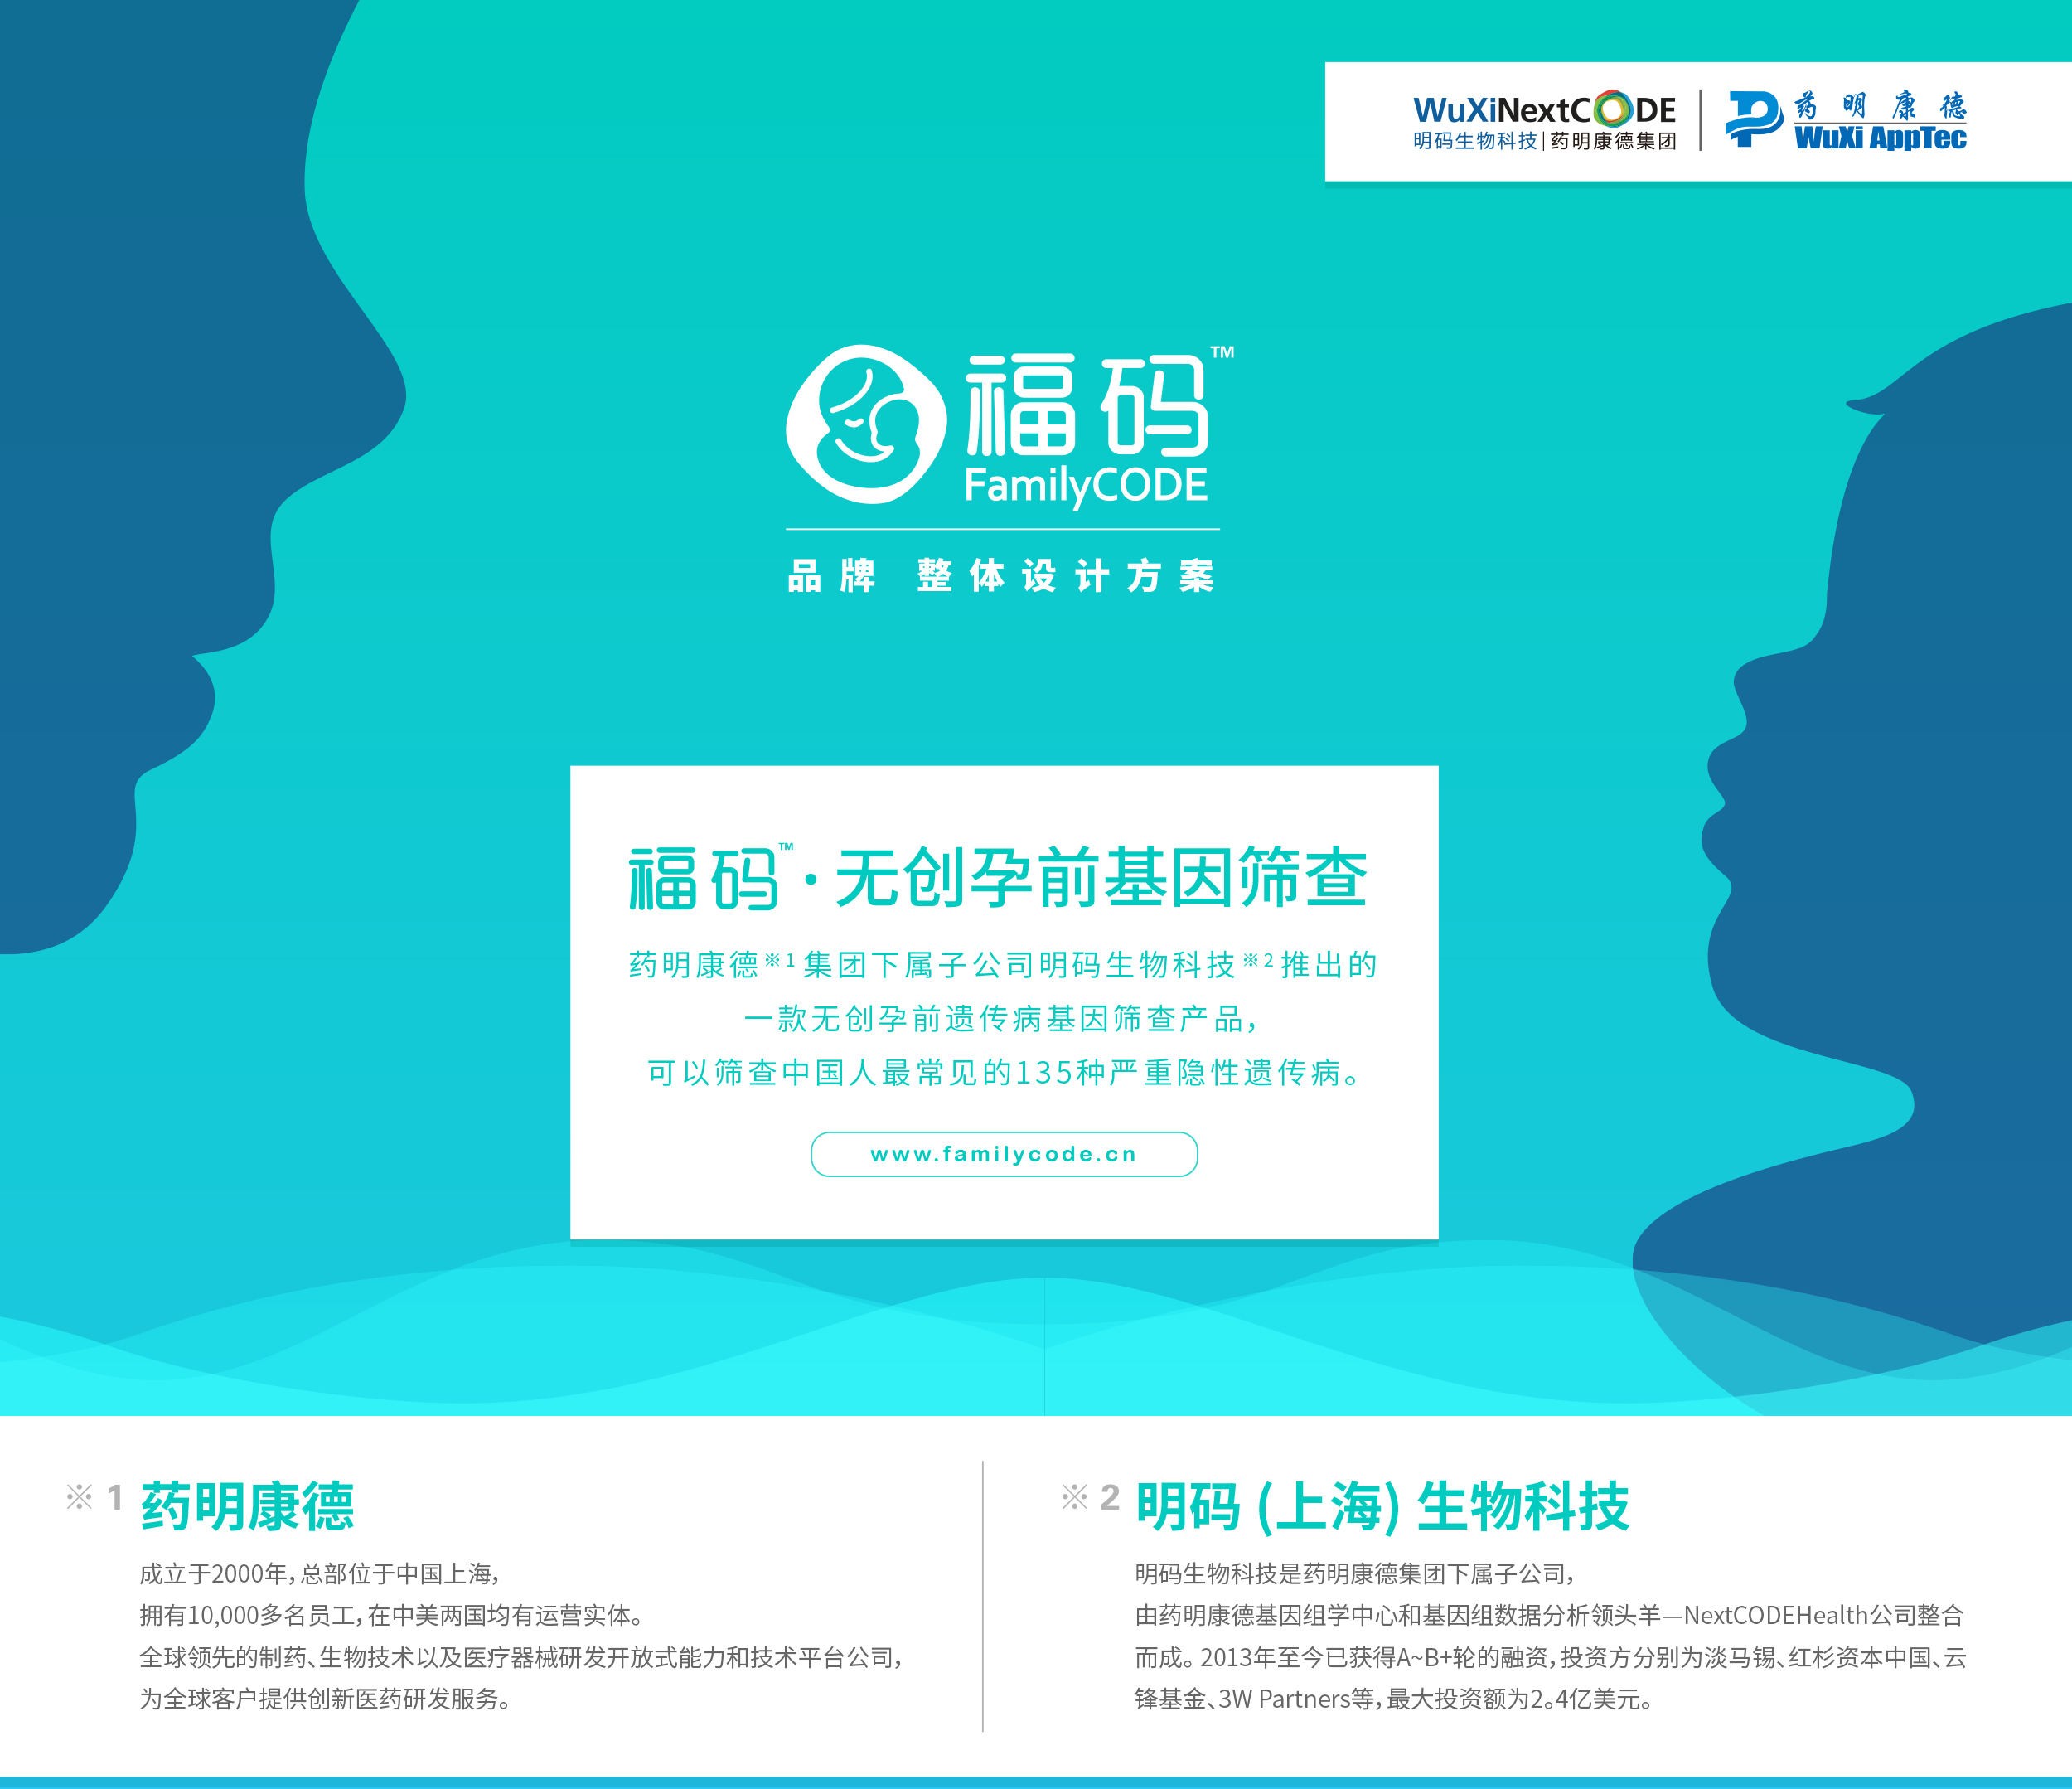 WuXiNextCODE
明码生物科技|药明康德集团
药明康德
WuXi AppTec
福码™
FamilyCODE
品牌 整体设计方案
福码™·无创孕前基因筛查
药明康德※1集团下属子公司明码生物科技※2推出的
一款无创孕前遗传病基因筛查产品，
可以筛查中国人最常见的135种严重隐性遗传病。
www.familycode.cn
※1 药明康德
成立于2000年，总部位于中国上海，
拥有10,000多名员工，在中美两国均有运营实体。
全球领先的制药、生物技术以及医疗器械研发开放式能力和技术平台公司，
为全球客户提供创新医药研发服务。
※2 明码 (上海) 生物科技
明码生物科技是药明康德集团下属子公司，
由药明康德基因组学中心和基因组数据分析领头羊—NextCODEHealth公司整合
而成。2013年至今已获得A~B+轮的融资，投资方分别为淡马锡、红杉资本中国、云
锋基金、3W Partners等，最大投资额为2。4亿美元。